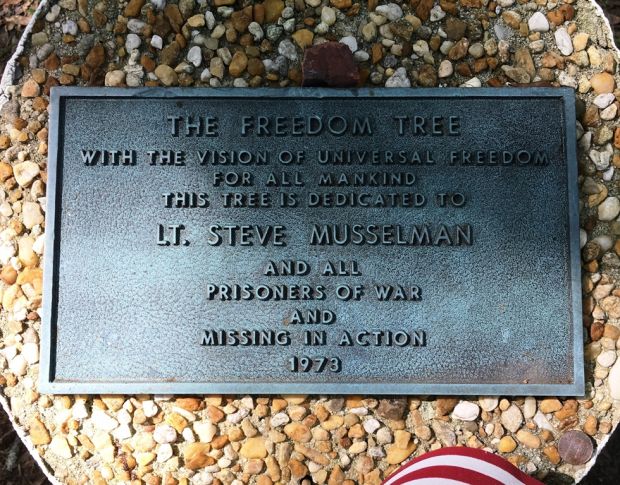 THE FREEDOM TREE
WITH THE VISION OF UNIVERSAL FREEDOM
FOR ALL MANKIND
THIS TREE IS DEDICATED TO
LT. STEVE MUSSELMAN
AND ALL
PRISONERS OF WAR
AND
MISSING IN ACTION
1973